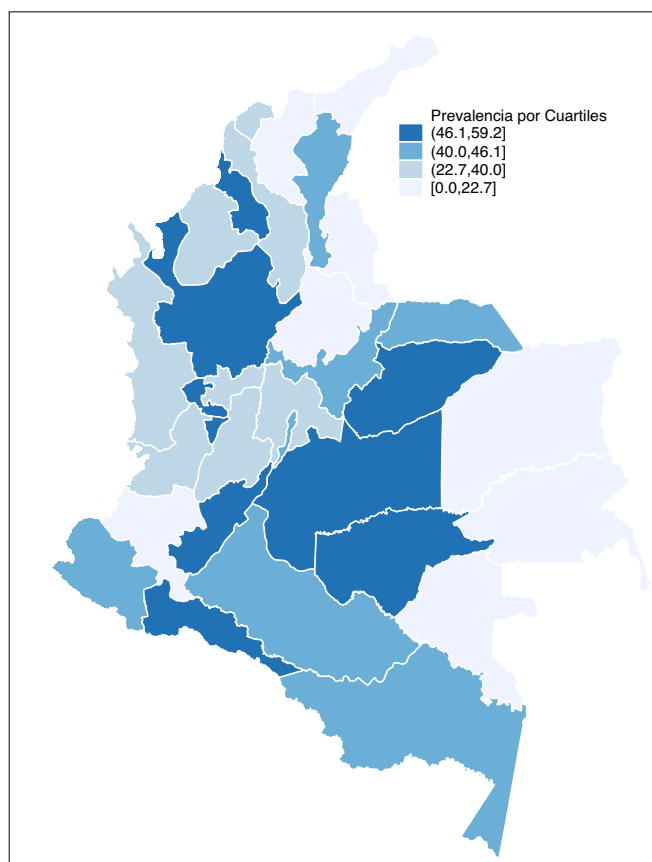 Prevalencia por Cuartiles
(46.1,59.2]
(40.0,46.1]
(22.7,40.0]
[0.0,22.7]